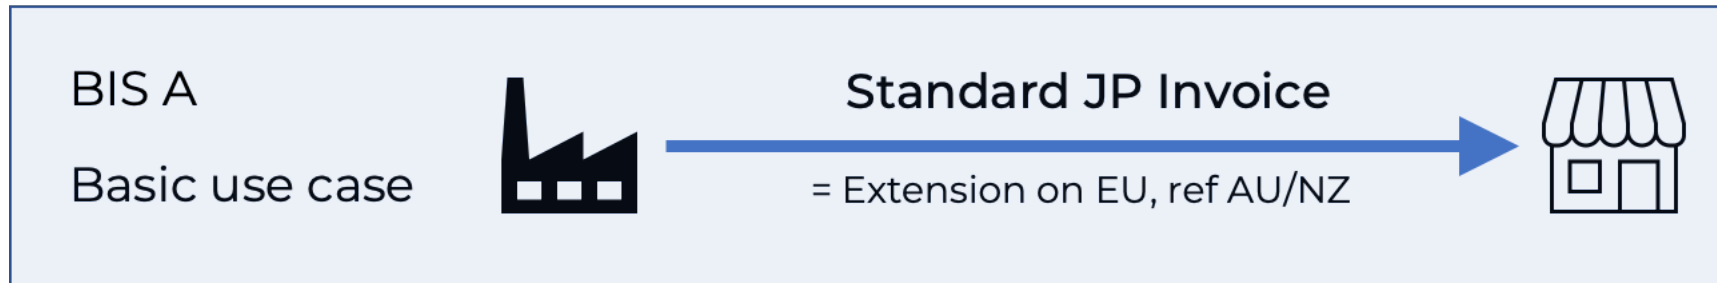 BIS A
Basic use case
Standard JP Invoice
= Extension on EU, ref AU/NZ